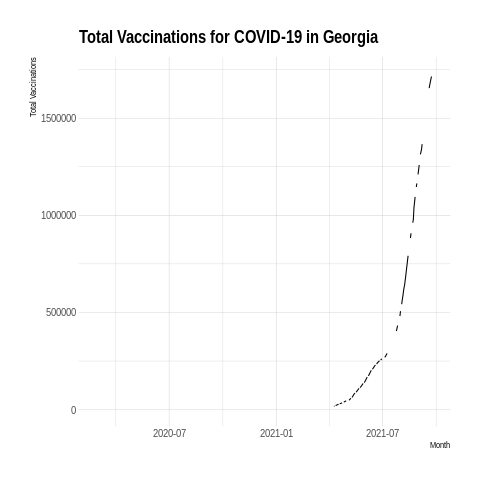 Total Vaccinations for COVID-19 in Georgia
Total Vaccinations
1500000
1000000
500000
0
2020-07 2021-01 2021-07
Month